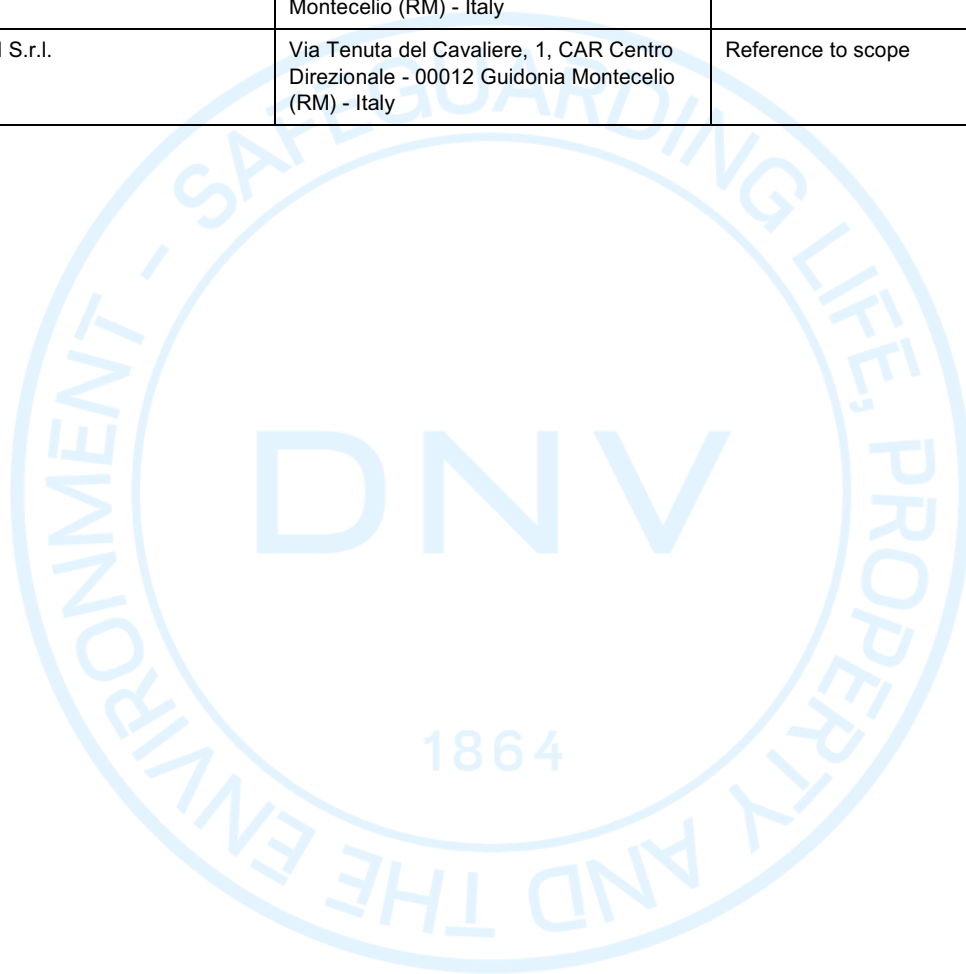 Montecelio (RM) - Italy
S.r.l.
Via Tenuta del Cavaliere, 1, CAR Centro
Direzionale - 00012 Guidonia Montecelio
(RM) - Italy
Reference to scope
SAFEGUARDING LIFE, PROPERTY AND THE ENVIRONMENT -
DNV
1864